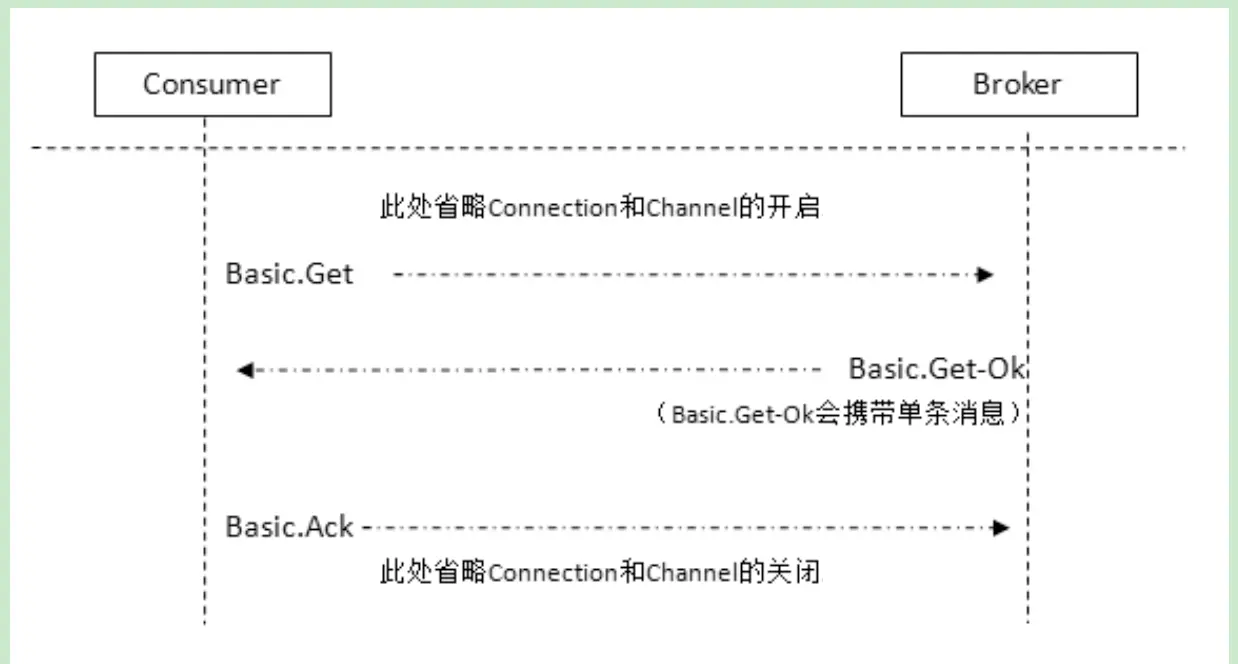 Consumer
Broker
此处省略Connection和Channel的开启
Basic.Get
Basic.Get-Ok
（Basic.Get-Ok会携带单条消息）
Basic.Ack
此处省略Connection和Channel的关闭